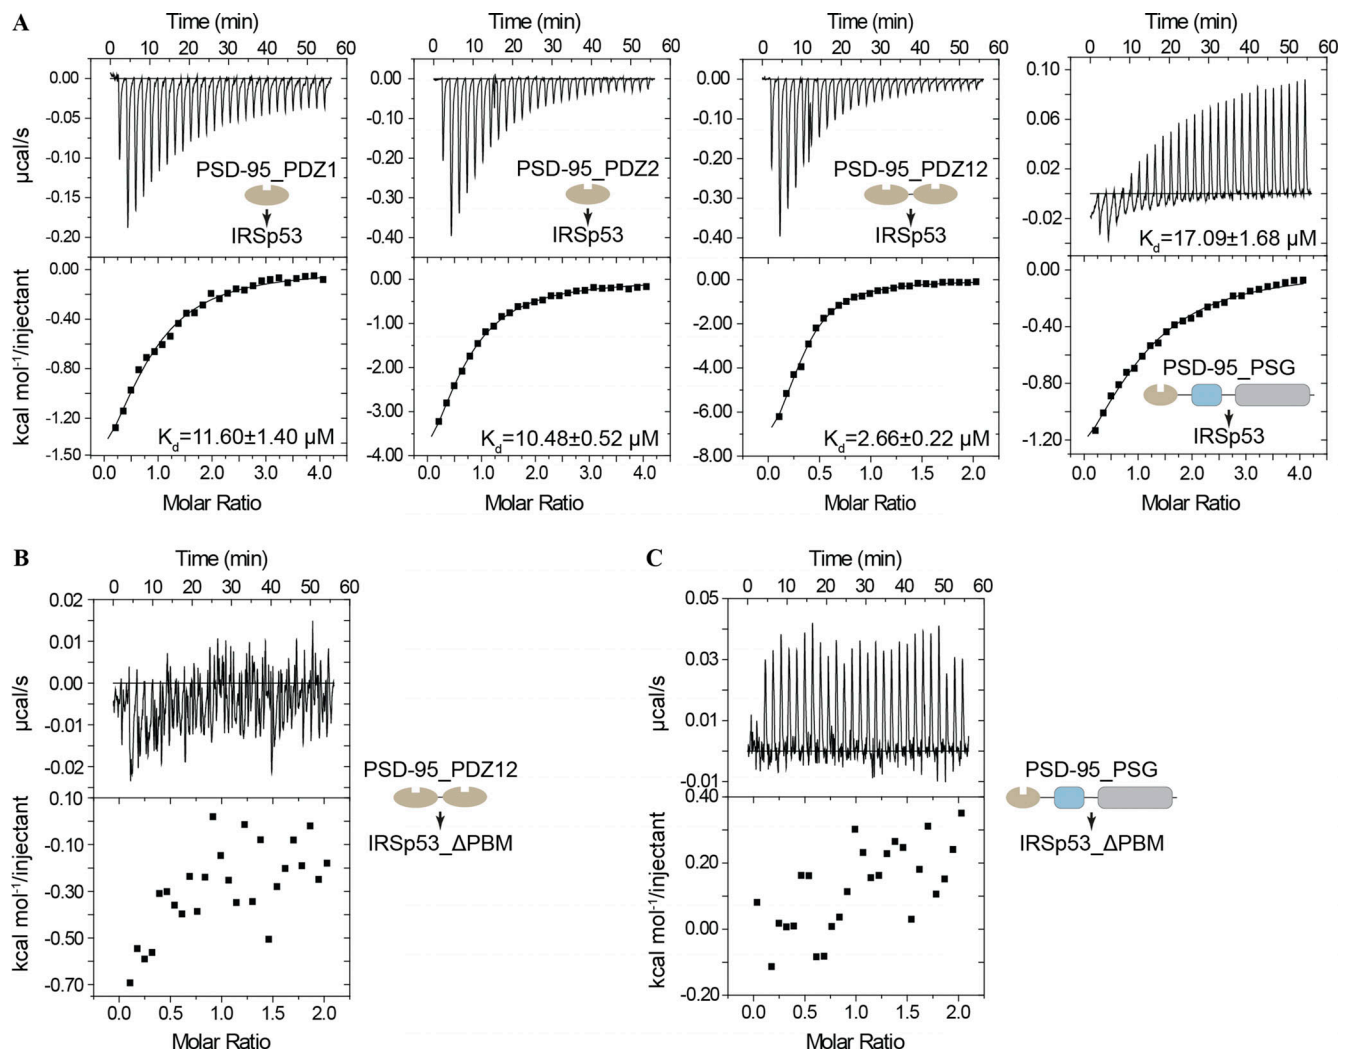 A
Time (min)
0 10 20 30 40 50 60
0.00
-0.05
-0.10
-0.15
-0.20
µcal/s
PSD-95_PDZ1
IRSp53
0.00
-0.40
-0.80
-1.20
-1.50
kcal mol⁻¹/injectant
Kd=11.60±1.40 µM
0.0 1.0 2.0 3.0 4.0
Molar Ratio
Time (min)
0 10 20 30 40 50 60
0.00
-0.10
-0.20
-0.30
-0.40
PSD-95_PDZ2
IRSp53
0.00
-1.00
-2.00
-3.00
-4.00
Kd=10.48±0.52 µM
0.0 1.0 2.0 3.0 4.0
Molar Ratio
Time (min)
0 10 20 30 40 50 60
0.00
-0.10
-0.20
-0.30
-0.40
PSD-95_PDZ12
IRSp53
0.00
-2.00
-4.00
-6.00
-8.00
Kd=2.66±0.22 µM
0.0 0.5 1.0 1.5 2.0
Molar Ratio
Time (min)
0 10 20 30 40 50 60
0.10
0.06
0.02
-0.02
Kd=17.09±1.68 µM
0.00
-0.40
-0.80
-1.20
PSD-95_PSG
IRSp53
0.0 1.0 2.0 3.0 4.0
Molar Ratio
B
Time (min)
0 10 20 30 40 50 60
0.02
0.01
0.00
-0.01
-0.02
µcal/s
0.10
-0.10
-0.30
-0.50
-0.70
kcal mol⁻¹/injectant
0.0 0.5 1.0 1.5 2.0
Molar Ratio
PSD-95_PDZ12
IRSp53_ΔPBM
C
Time (min)
0 10 20 30 40 50 60
0.05
0.03
0.01
-0.01
µcal/s
0.40
0.20
0.00
-0.20
kcal mol⁻¹/injectant
0.0 0.5 1.0 1.5 2.0
Molar Ratio
PSD-95_PSG
IRSp53_ΔPBM